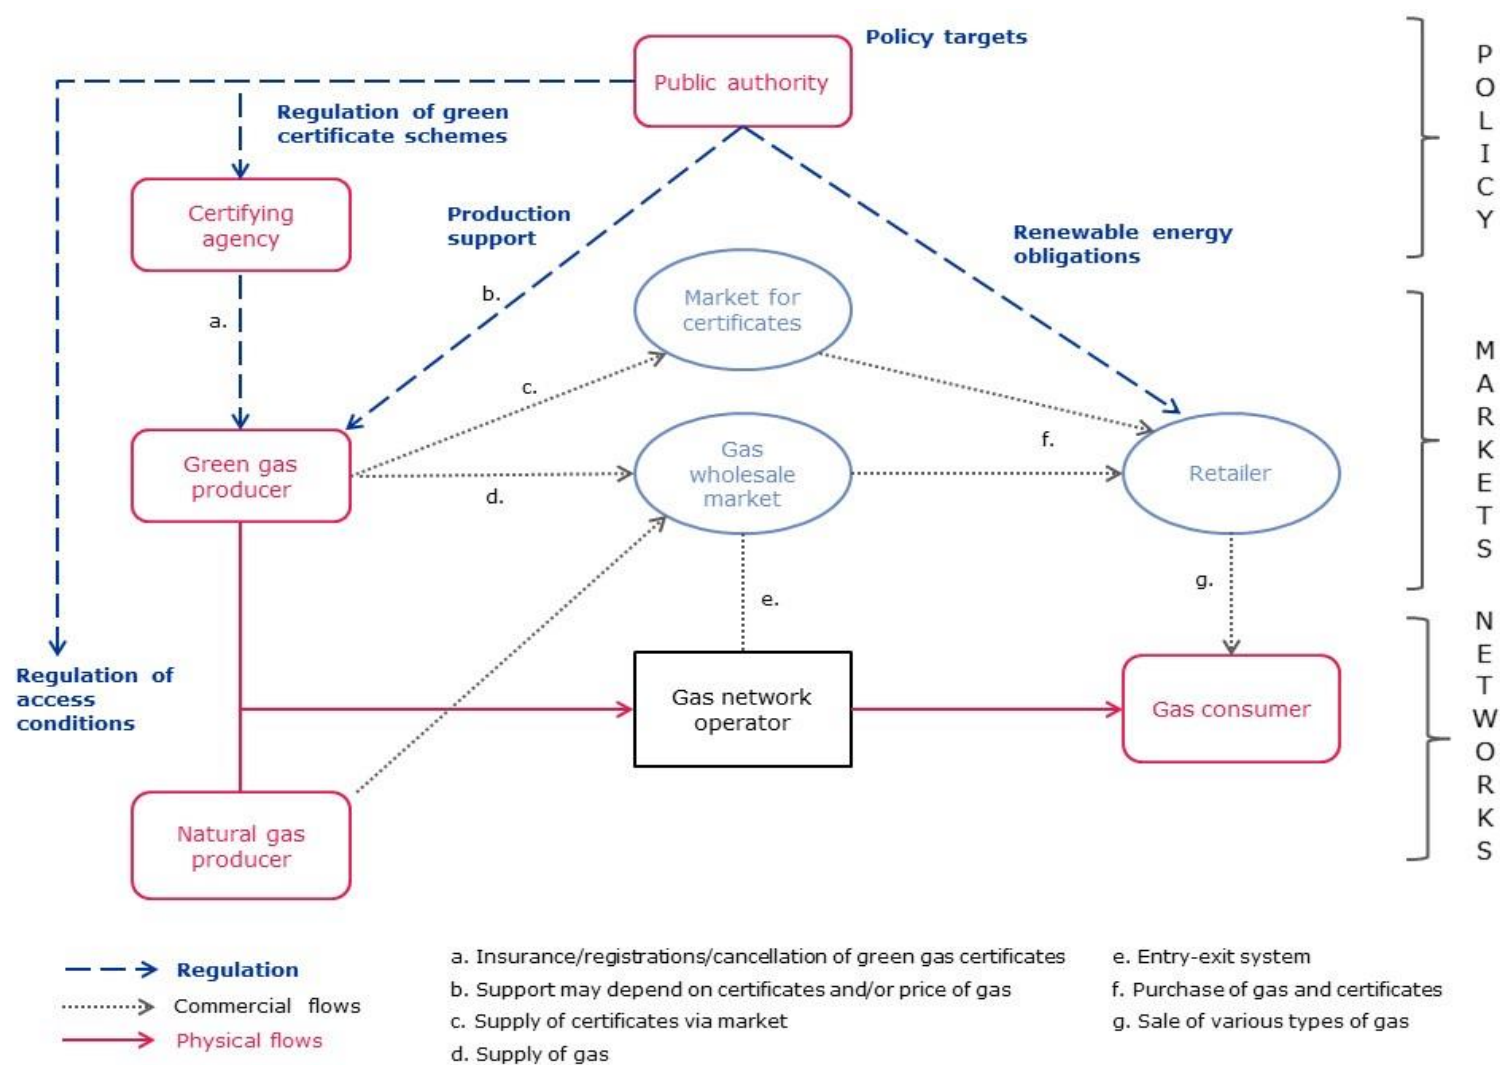 Policy targets
Public authority
Regulation of green
certificate schemes
Certifying
agency
Production
support
Renewable energy
obligations
Market for
certificates
a.
b.
c.
Green gas
producer
d.
Gas
wholesale
market
f.
Retailer
e.
g.
Regulation of
access
conditions
Gas network
operator
Gas consumer
Natural gas
producer
POLICY
MARKETS
NETWORKS
Regulation
Commercial flows
Physical flows
a. Insurance/registrations/cancellation of green gas certificates
b. Support may depend on certificates and/or price of gas
c. Supply of certificates via market
d. Supply of gas
e. Entry-exit system
f. Purchase of gas and certificates
g. Sale of various types of gas